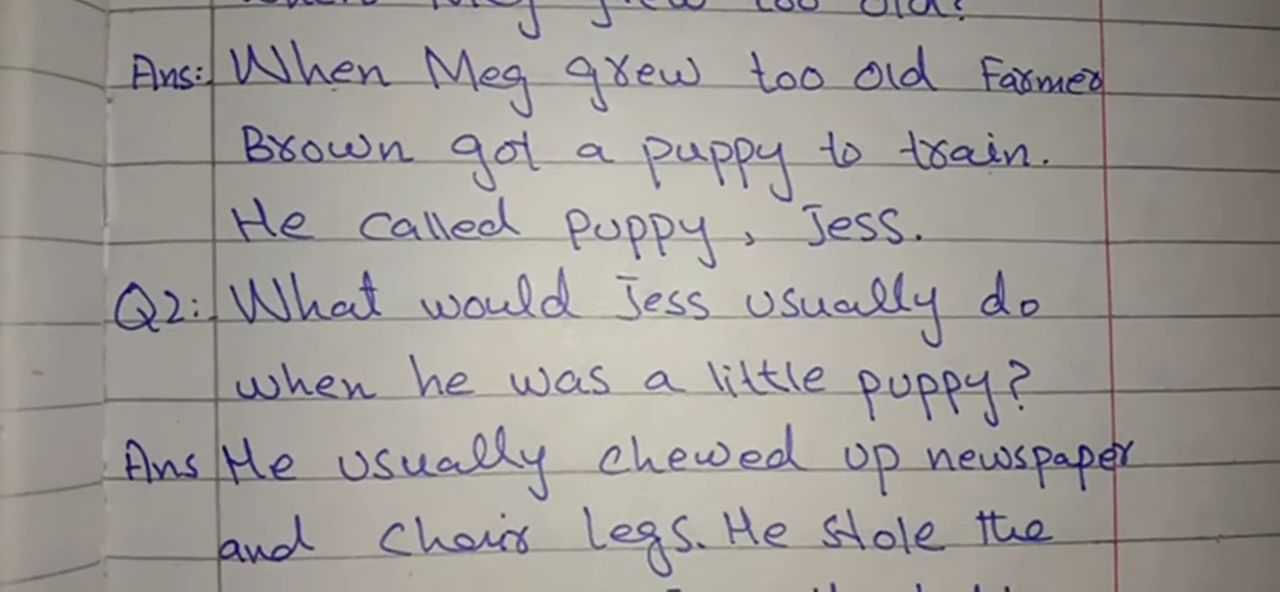 too old?
Ans: When Meg grew too old Farmer
Brown got a puppy to train.
He called puppy, Jess.
Q2: What would Jess usually do
when he was a little puppy?
Ans He usually chewed up newspaper
and chair legs. He stole the